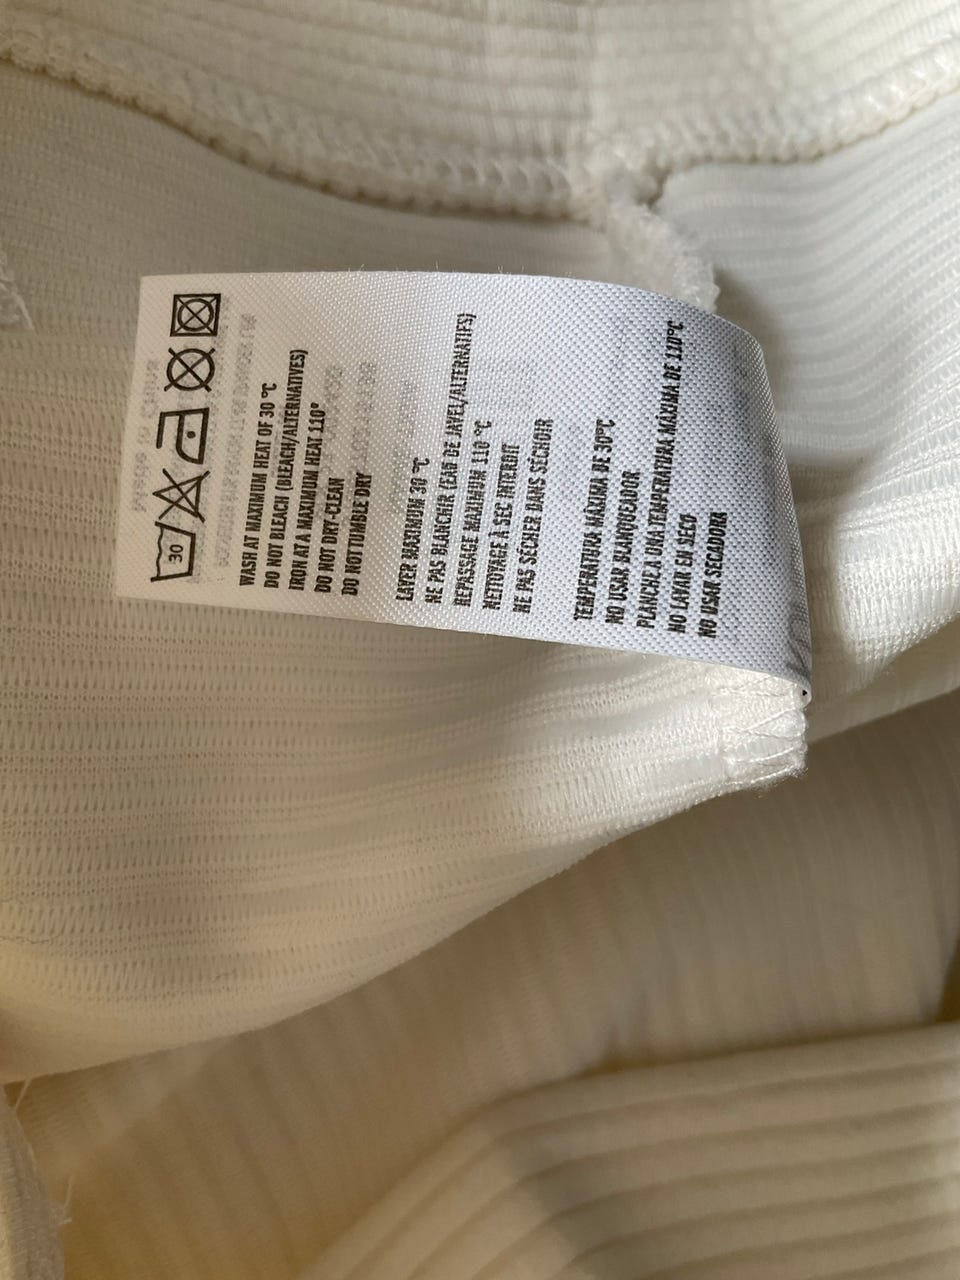 30
WASH AT MAXIMUM HEAT OF 30 ℃
DO NOT BLEACH (BLEACH/ALTERNATIVES)
IRON AT A MAXIMUM HEAT 110°
DO NOT DRY-CLEAN
DO NOT TUMBLE DRY
LAVER MAXIMUM 30 ℃
NE PAS BLANCHIR (EAU DE JAVEL/ALTERNATIFS)
REPASSAGE MAXIMUM 110 ℃
NETTOYAGE À SEC INTERDIT
NE PAS SÉCHER DANS SÉCHOIR
TEMPERATURA MÁXIMA DE 30℃
NO USAR BLANQUEADOR
PLANCHE A UNA TEMPERATURA MÁXIMA DE 110℃
NO LAVAR EN SECO
NO USAR SECADORA